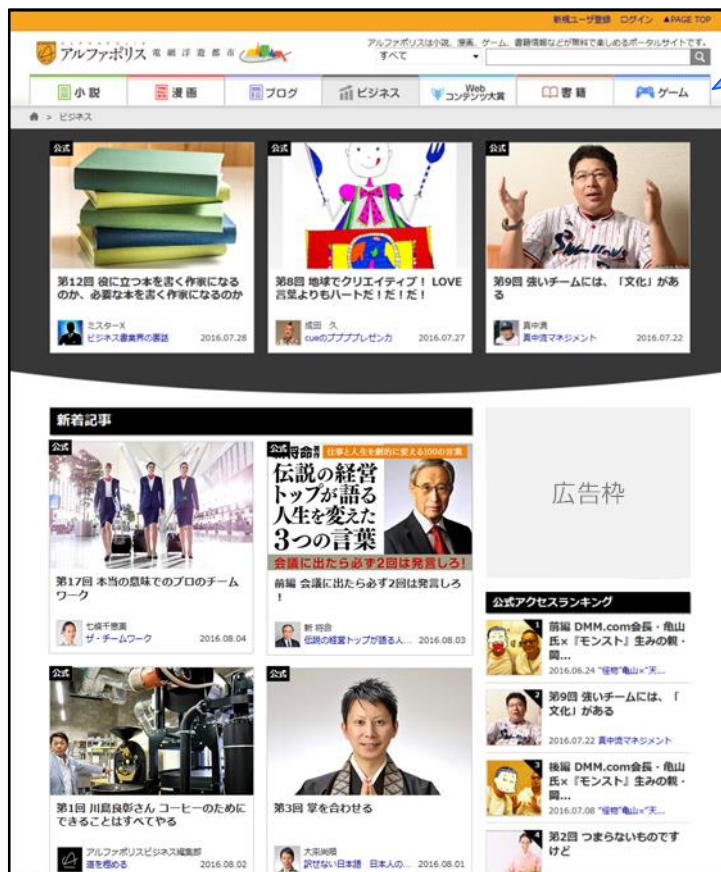 新規ユーザ登録 ログイン ▲PAGE TOP
アルファポリス 電網浮遊都市
アルファポリスは小説、漫画、ゲーム、書籍情報などが無料で楽しめるポータルサイトです。
すべて
小説 漫画 ブログ ビジネス Webコンテンツ大賞 書籍 ゲーム
> ビジネス
公式
第12回 役に立つ本を書く作家になる
のか、必要な本を書く作家になるのか
ミスターX
ビジネス書業界の裏話 2016.07.28
公式
第8回 地球でクリエイティブ！ LOVE
言葉よりもハートだ！だ！だ！
成田 久
cueのプププププレゼンカ 2016.07.27
公式
第9回 強いチームには、「文化」があ
る
真中満
真中流マネジメント 2016.07.22
新着記事
公式
第17回 本当の意味でのプロのチーム
ワーク
七條千恵美
ザ・チームワーク 2016.08.04
公式
仕事と人生を劇的に変える100の言葉
伝説の経営
トップが語る
人生を変えた
3つの言葉
会議に出たら必ず2回は発言しろ!
前編 会議に出たら必ず2回は発言しろ
！
新 将命
伝説の経営トップが語る人... 2016.08.03
公式
第1回 川島良彰さん コーヒーのために
できることはすべてやる
アルファポリスビジネス編集部
道を極める 2016.08.02
公式
第3回 掌を合わせる
大來尚順
訳せない日本語 日本人の... 2016.08.01
広告枠
公式アクセスランキング
1
前編 DMM.com会長・亀山
氏×『モンスト』生みの親・
岡...
2016.06.24 "怪物"亀山×"天...
2
第9回 強いチームには、「
文化」がある
2016.07.22 真中流マネジメント
3
後編 DMM.com会長・亀山
氏×『モンスト』生みの親・
岡...
2016.07.08 "怪物"亀山×"天...
4
第2回 つまらないものです
けど